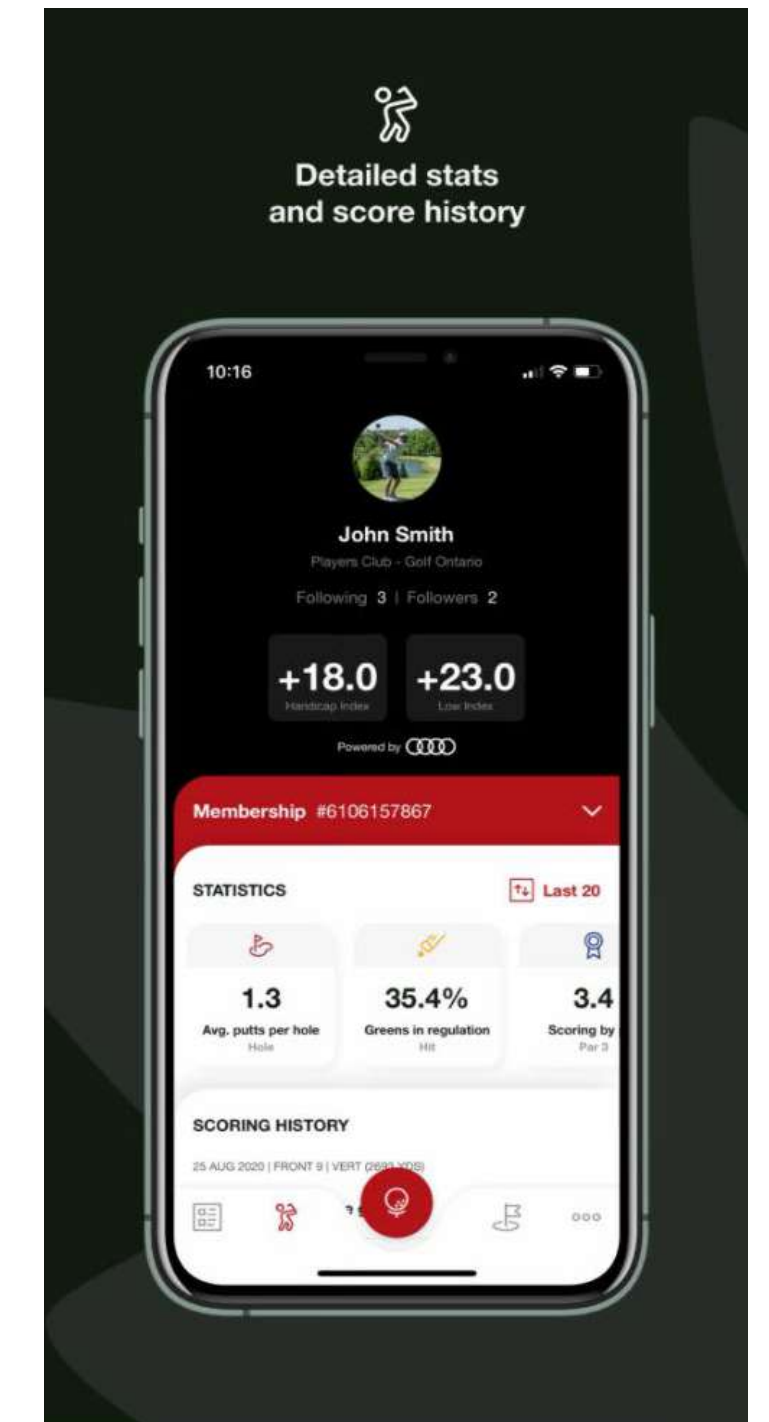 Detailed stats
and score history
10:16
John Smith
Players Club - Golf Ontario
Following 3 | Followers 2
+18.0 +23.0
Handicap Index Low Index
Powered by
Membership #6106157867
STATISTICS Last 20
1.3 35.4% 3.4
Avg. putts per hole Greens in regulation Scoring by
Hole Hit Par 3
SCORING HISTORY
25 AUG 2020 | FRONT 9 | VERT (2693 YDS)